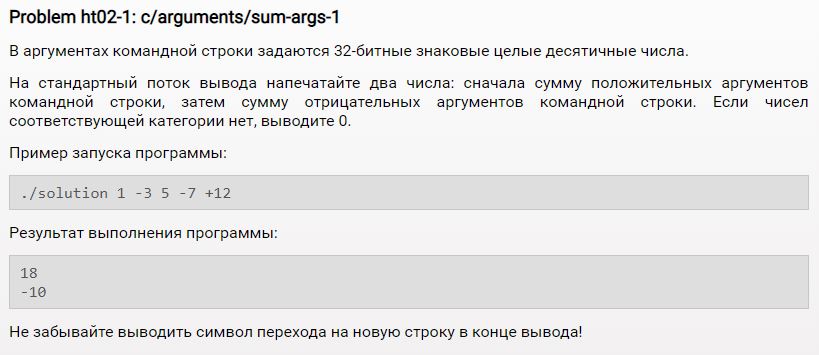 Problem ht02-1: c/arguments/sum-args-1
В аргументах командной строки задаются 32-битные знаковые целые десятичные числа.
На стандартный поток вывода напечатайте два числа: сначала сумму положительных аргументов
командной строки, затем сумму отрицательных аргументов командной строки. Если чисел
соответствующей категории нет, выводите 0.
Пример запуска программы:
./solution 1 -3 5 -7 +12
Результат выполнения программы:
18
-10
Не забывайте выводить символ перехода на новую строку в конце вывода!